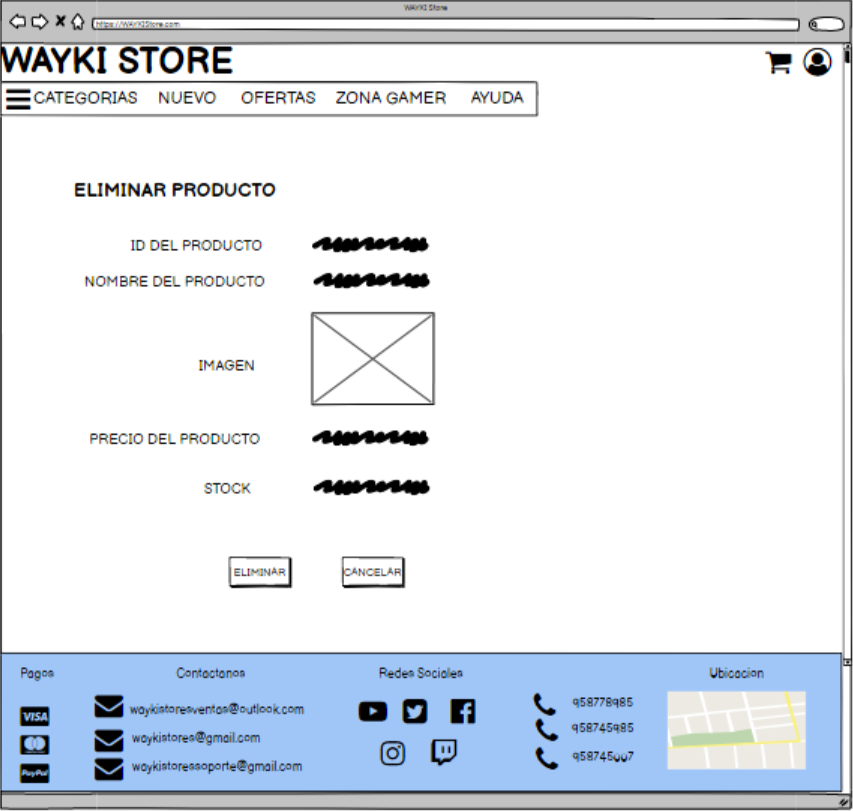 WAYKI Store
https://WAYKIStore.com
WAYKI STORE
CATEGORIAS NUEVO OFERTAS ZONA GAMER AYUDA
ELIMINAR PRODUCTO
ID DEL PRODUCTO
NOMBRE DEL PRODUCTO
IMAGEN
PRECIO DEL PRODUCTO
STOCK
ELIMINAR CANCELAR
Pagos Contactanos Redes Sociales Ubicacion
VISA
PayPal
waykistoresventas@outlook.com
waykistores@gmail.com
waykistoressoporte@gmail.com
958778985
958745985
958745007